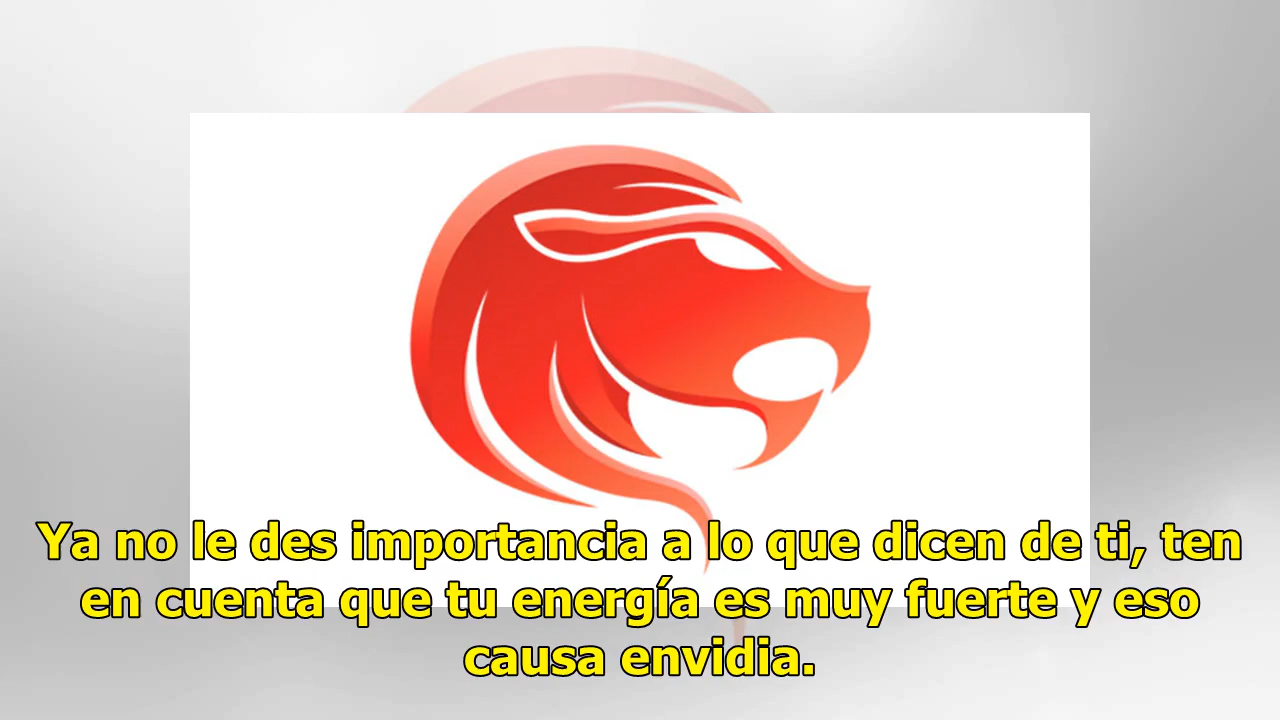 Ya no le des importancia a lo que dicen de ti, ten
en cuenta que tu energía es muy fuerte y eso
causa envidia.